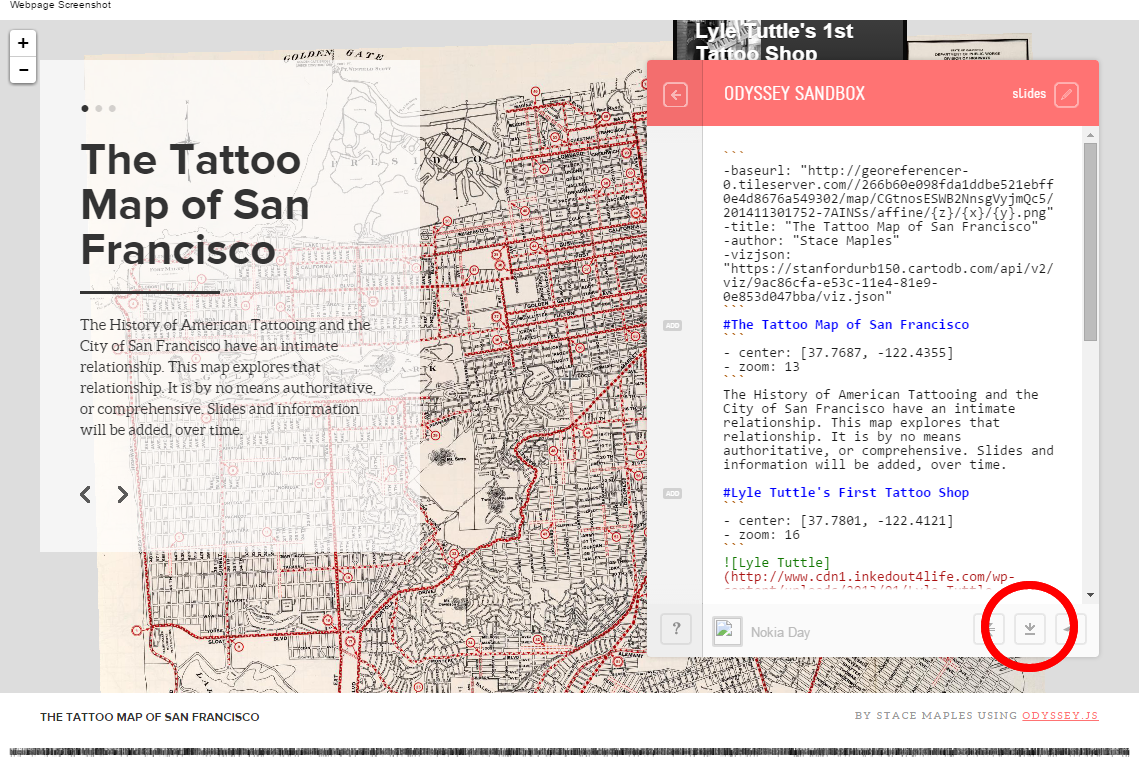 Webpage Screenshot
+
−
GOLDEN GATE
Lyle Tuttle's 1st
Tattoo Shop
The Tattoo
Map of San
Francisco
The History of American Tattooing and the
City of San Francisco have an intimate
relationship. This map explores that
relationship. It is by no means authoritative,
or comprehensive. Slides and information
will be added, over time.
ODYSSEY SANDBOX
slides
```
-baseurl: "http://georeferencer-
0.tileserver.com//266b60e098fda1ddbe521ebff
0e4d8676a549302/map/CGtnosESWB2NnsgVyjmQc5/
201411301752-7AINSs/affine/{z}/{x}/{y}.png"
-title: "The Tattoo Map of San Francisco"
-author: "Stace Maples"
-vizjson:
"https://stanfordurb150.cartodb.com/api/v2/
viz/9ac86cfa-e53c-11e4-81e9-
0e853d047bba/viz.json"
```
ADD
#The Tattoo Map of San Francisco
```
- center: [37.7687, -122.4355]
- zoom: 13
```
The History of American Tattooing and the
City of San Francisco have an intimate
relationship. This map explores that
relationship. It is by no means
authoritative, or comprehensive. Slides and
information will be added, over time.
ADD
#Lyle Tuttle's First Tattoo Shop
```
- center: [37.7801, -122.4121]
- zoom: 16
```
![Lyle Tuttle]
(http://www.cdn1.inkedout4life.com/wp-
content/uploads/2013/01/Lyle-Tuttle-
?
Nokia Day
THE TATTOO MAP OF SAN FRANCISCO
BY STACE MAPLES USING ODYSSEY.JS